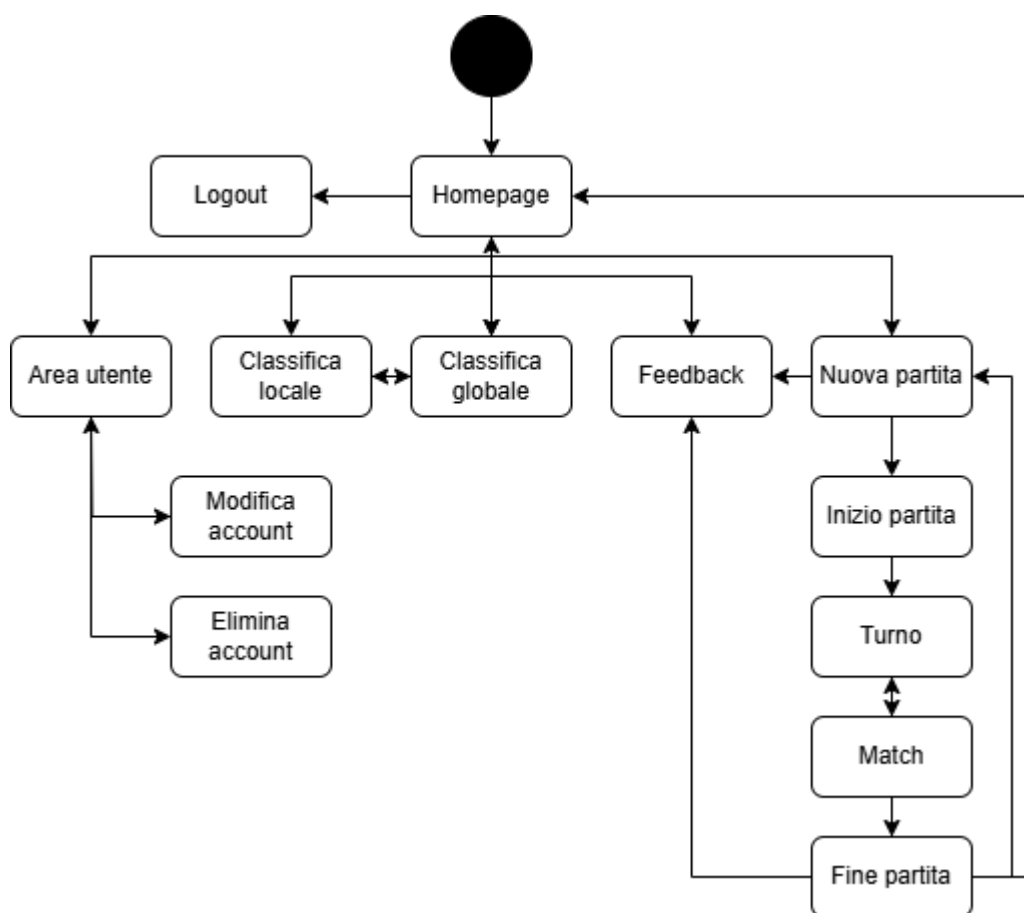 Logout
Homepage
Area utente
Classifica
locale
Classifica
globale
Feedback
Nuova partita
Modifica
account
Inizio partita
Elimina
account
Turno
Match
Fine partita